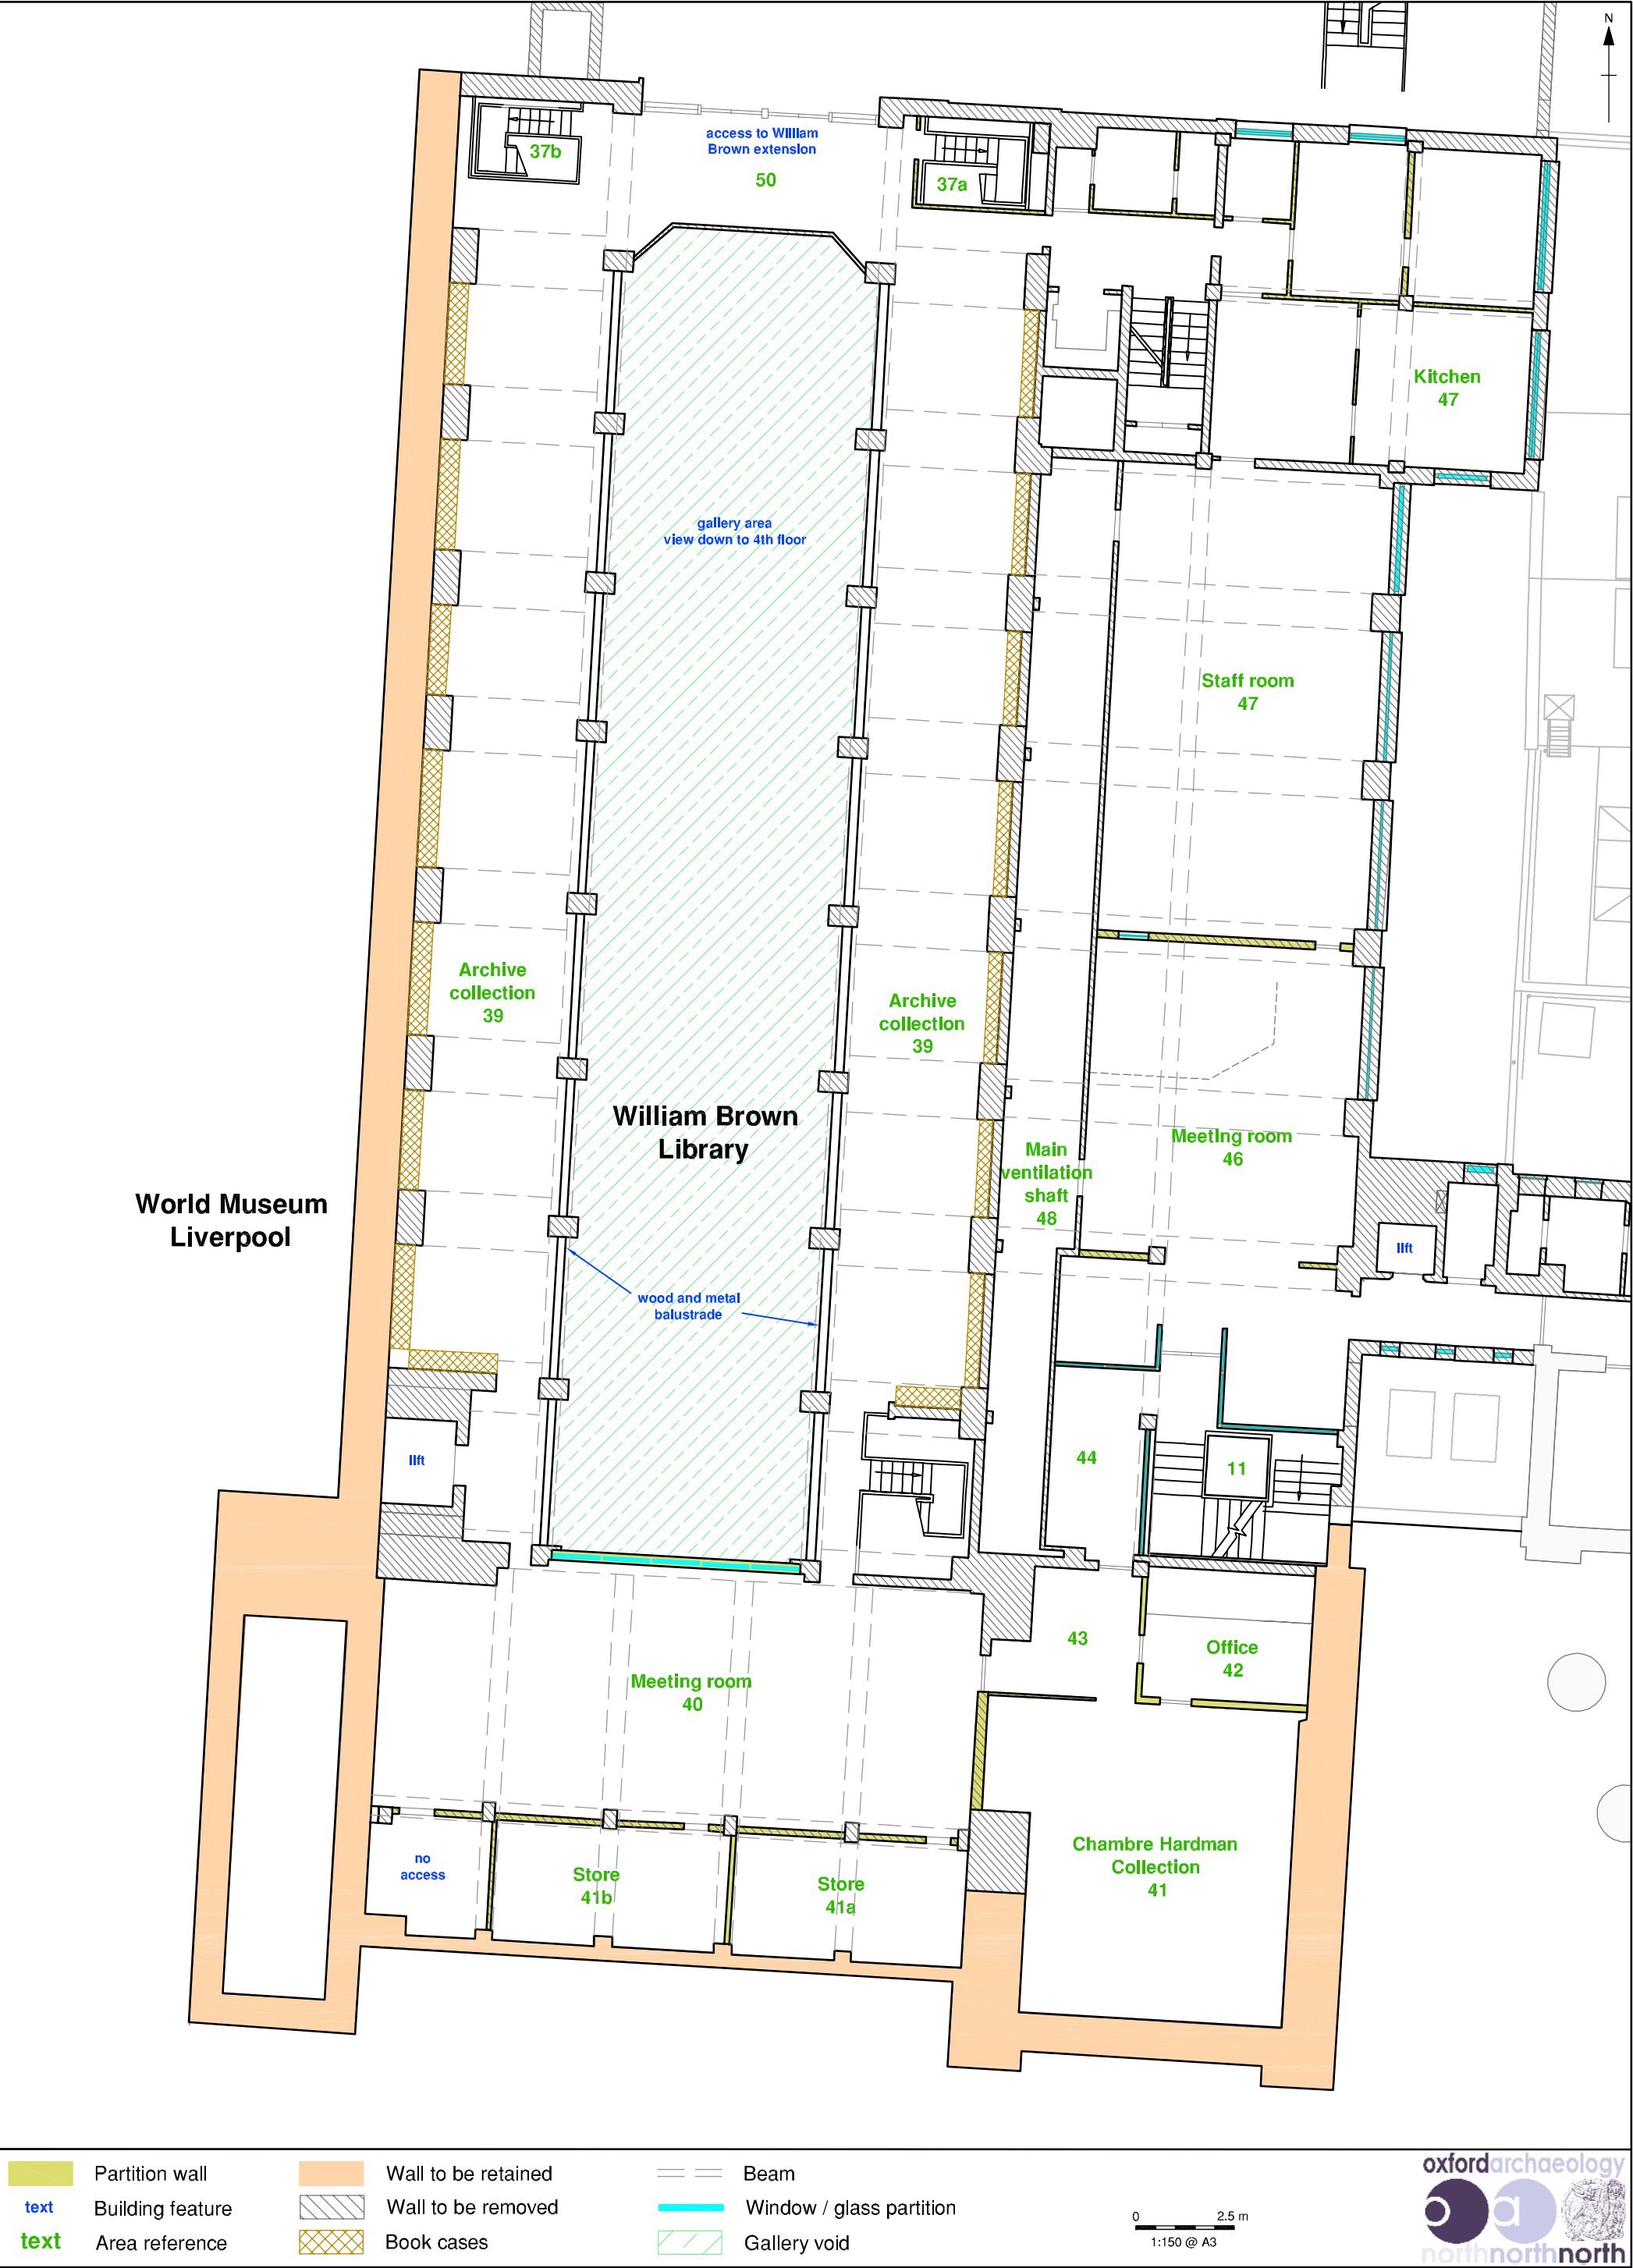 N
access to William
Brown extension
50
37b
37a
Kitchen
47
gallery area
view down to 4th floor
Staff room
47
Archive
collection
39
Archive
collection
39
William Brown
Library
World Museum
Liverpool
Main
ventilation
shaft
48
Meeting room
46
lift
wood and metal
balustrade
lift
44
11
43
Office
42
Meeting room
40
Chambre Hardman
Collection
41
no
access
Store
41b
Store
41a
Partition wall
text Building feature
text Area reference
Wall to be retained
Wall to be removed
Book cases
Beam
Window / glass partition
Gallery void
0 2.5 m
1:150 @ A3
oxfordarchaeology
oa
northnorthnorth